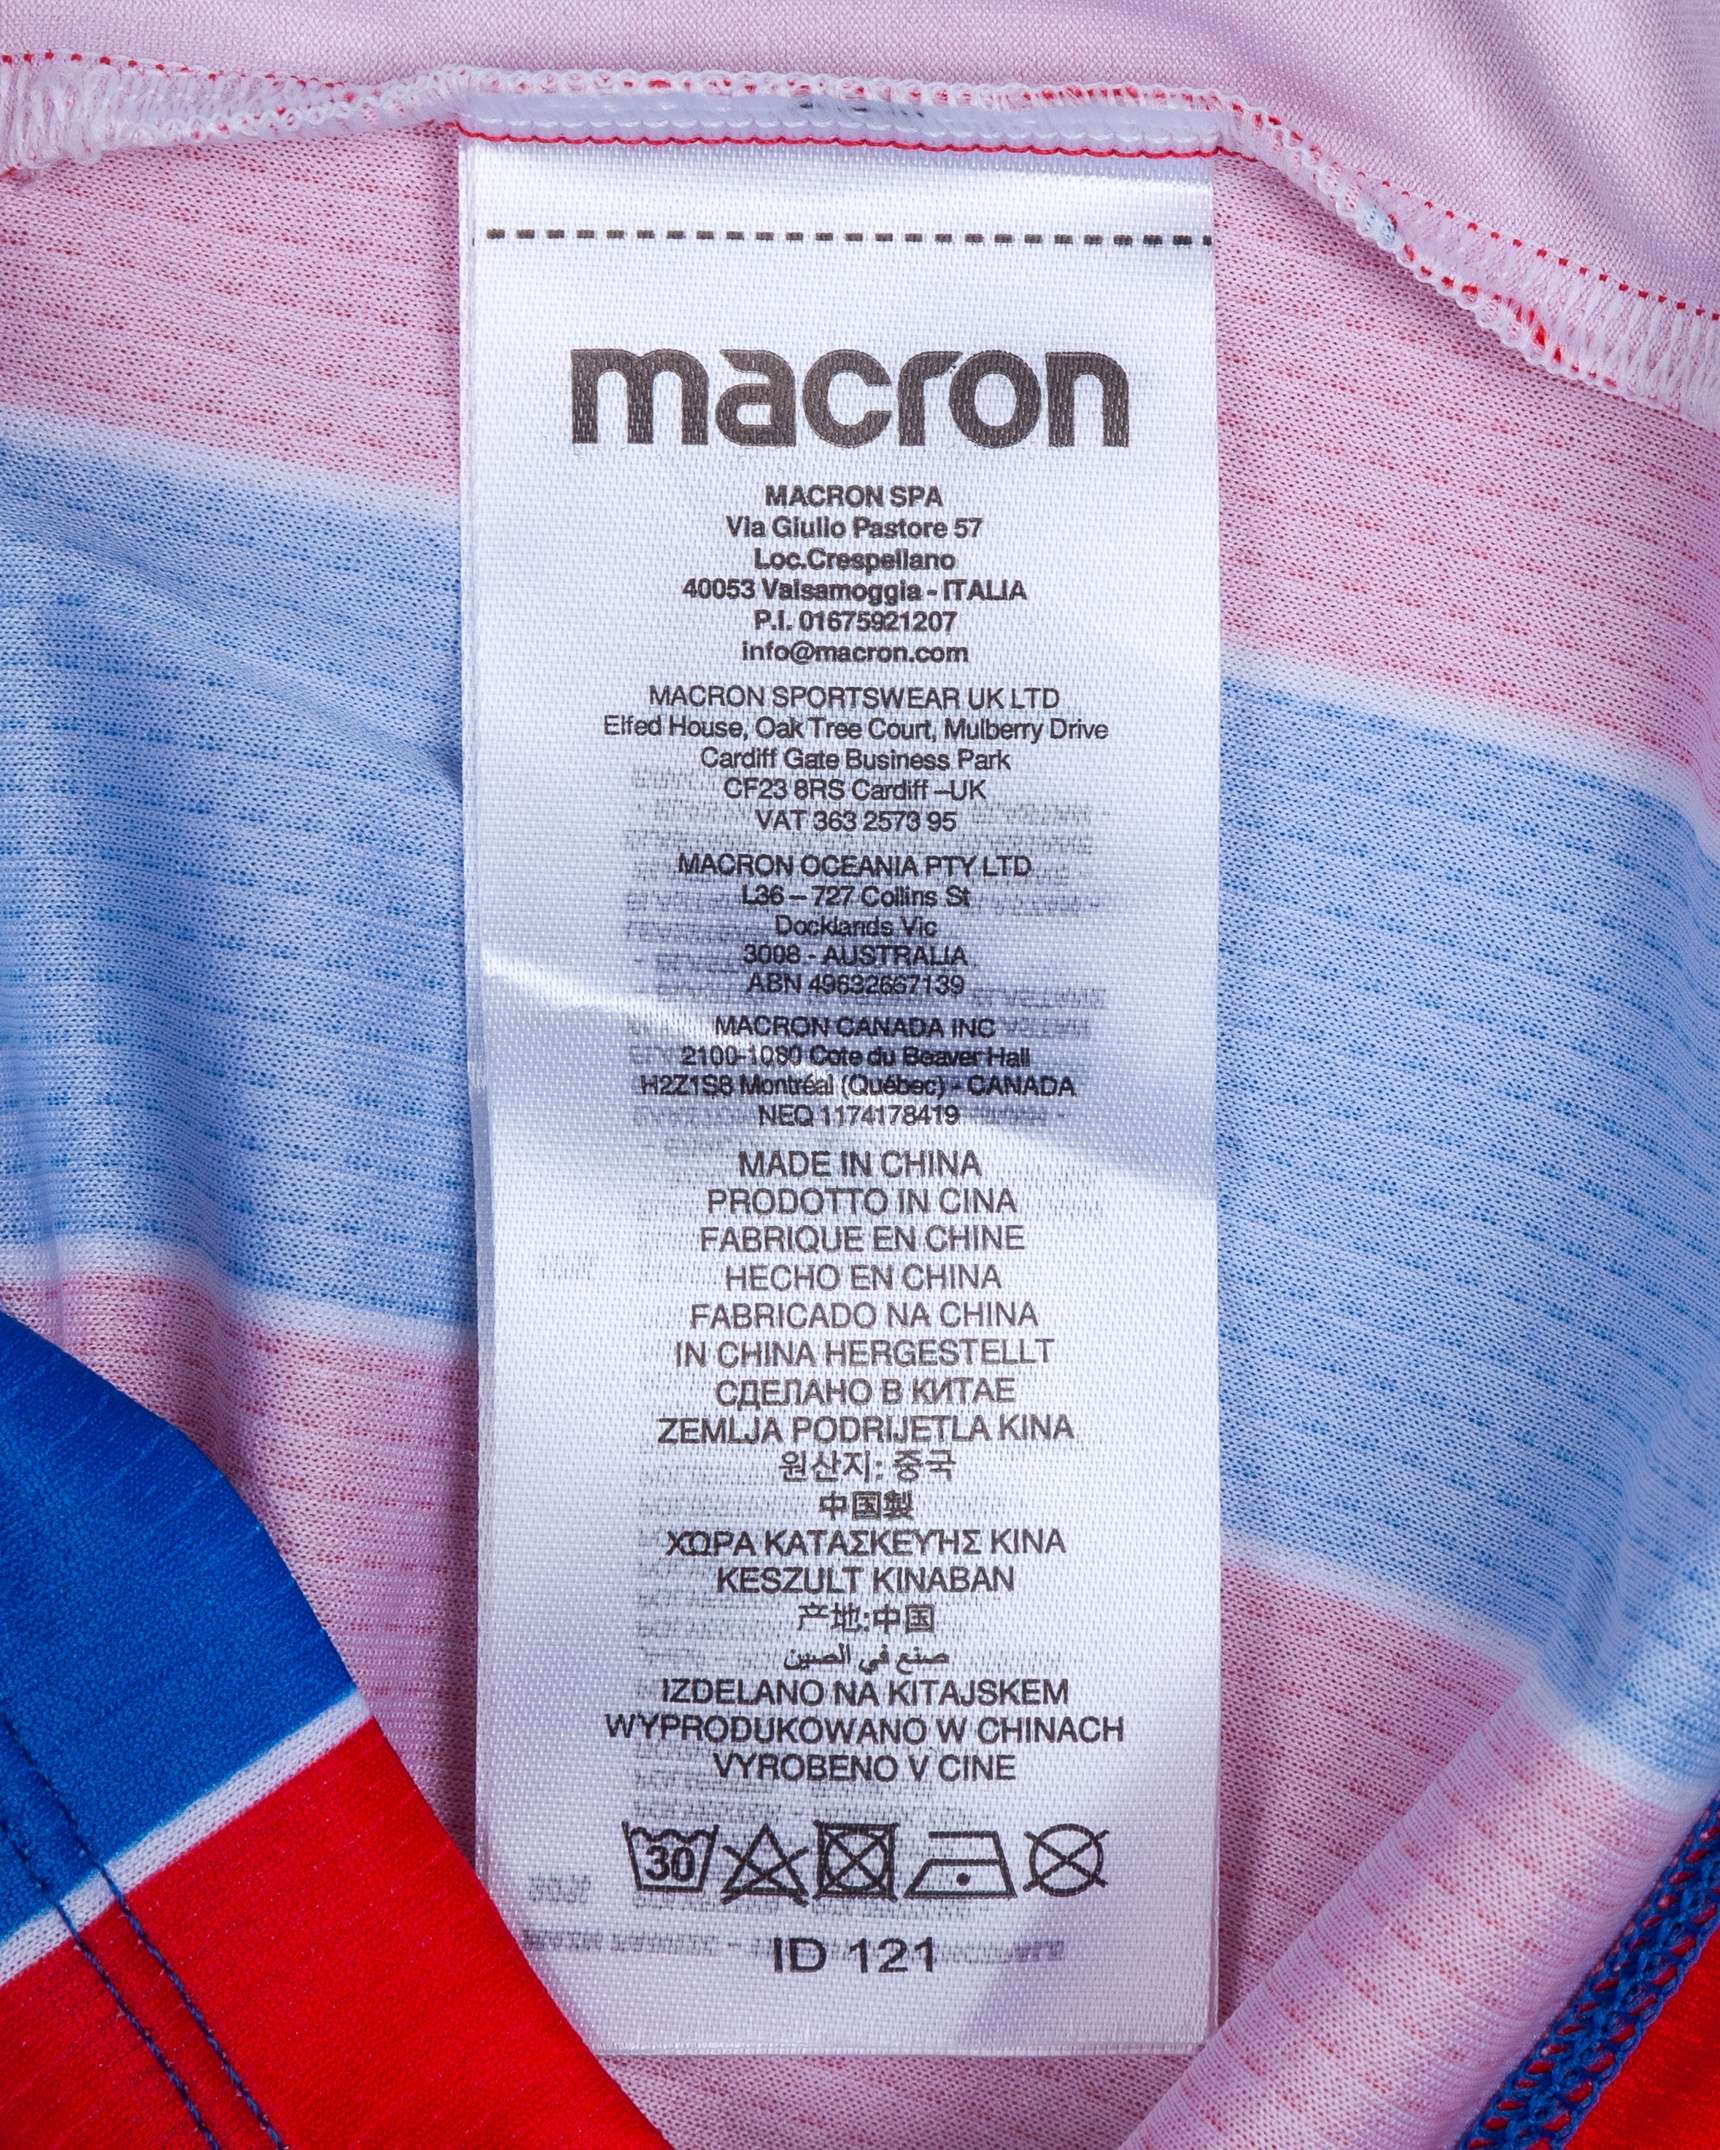 macron
MACRON SPA
Via Giulio Pastore 57
Loc.Crespellano
40053 Valsamoggia - ITALIA
P.I. 01675921207
info@macron.com
MACRON SPORTSWEAR UK LTD
Elfed House, Oak Tree Court, Mulberry Drive
Cardiff Gate Business Park
CF23 8RS Cardiff –UK
VAT 363 2573 95
MACRON OCEANIA PTY LTD
L36 – 727 Collins St
Docklands Vic
3008 - AUSTRALIA
ABN 49632667139
MACRON CANADA INC
2100-1080 Cote du Beaver Hall
H2Z1S8 Montréal (Québec) - CANADA
NEQ 1174178419
MADE IN CHINA
PRODOTTO IN CINA
FABRIQUE EN CHINE
HECHO EN CHINA
FABRICADO NA CHINA
IN CHINA HERGESTELLT
СДЕЛАНО В КИТАЕ
ZEMLJA PODRIJETLA KINA
원산지: 중국
中国製
ΧΩΡΑ ΚΑΤΑΣΚΕΥΉΣ ΚΙΝΑ
KESZULT KINABAN
产地:中国
صنع في الصين
IZDELANO NA KITAJSKEM
WYPRODUKOWANO W CHINACH
VYROBENO V CINE
30
ID 121